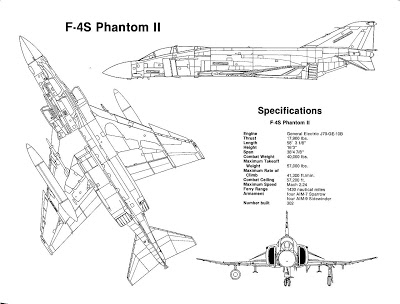 F-4S Phantom II
Specifications
F-4S Phantom II
Engine General Electric J79-GE-10B
Thrust 17,900 lbs.
Length 58' 3 1/8"
Height 16'3"
Span 38'4 7/8"
Combat Weight 40,000 lbs.
Maximum Takeoff
Weight 57,000 lbs.
Maximum Rate of
Climb 41,300 ft./min.
Combat Ceiling 57,200 ft.
Maximum Speed Mach 2.24
Ferry Range 1430 nautical miles
Armament four AIM-7 Sparrow
four AIM-9 Sidewinder
Number built 302